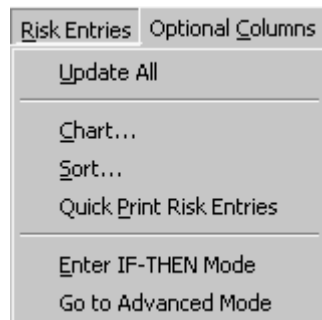 Risk Entries Optional Columns
Update All
Chart...
Sort...
Quick Print Risk Entries
Enter IF-THEN Mode
Go to Advanced Mode